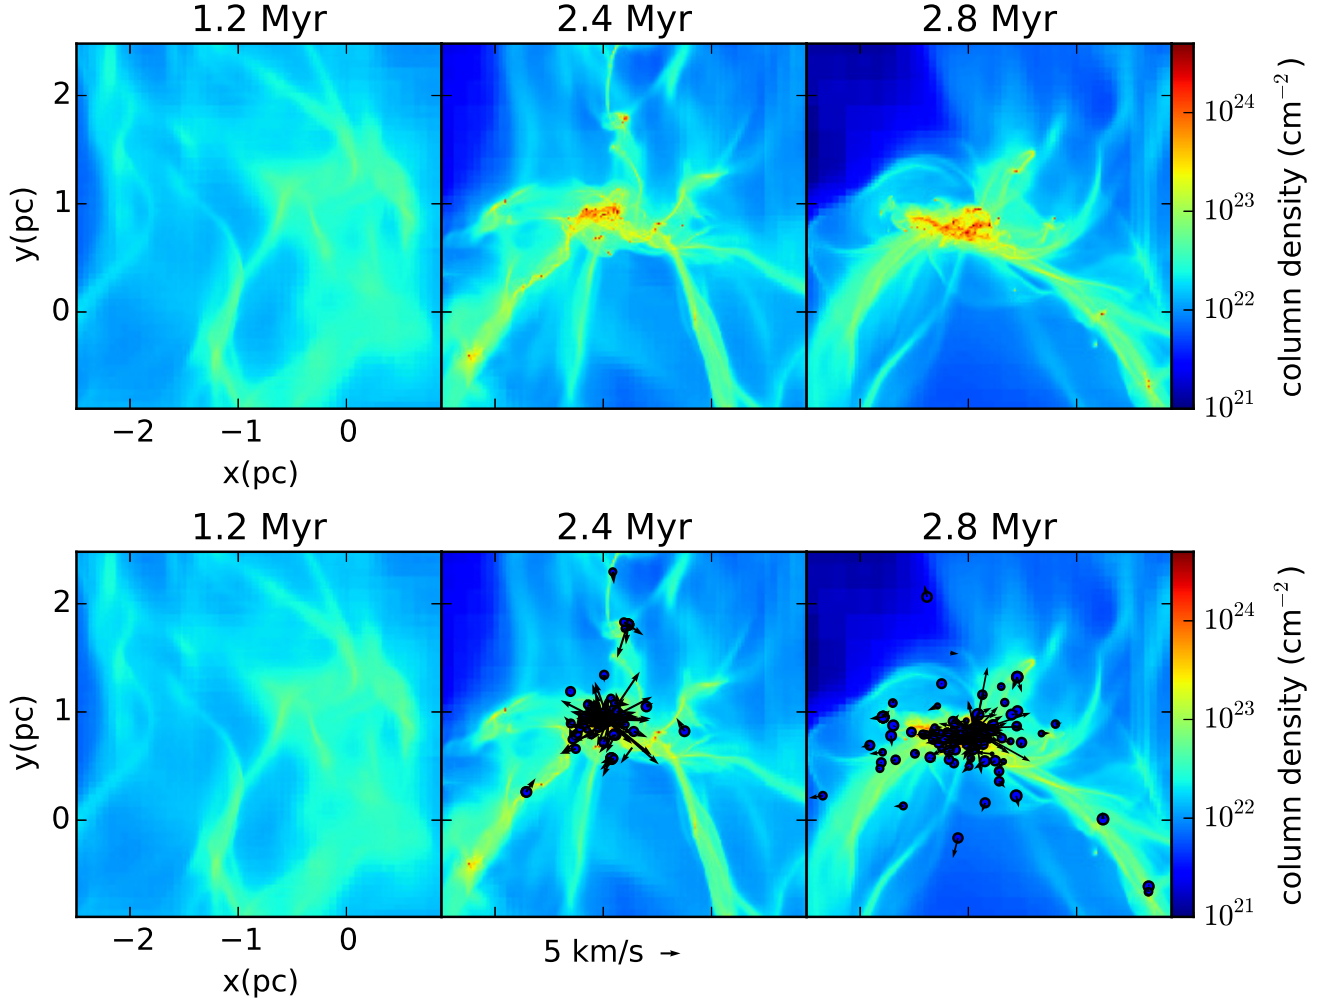 1.2 Myr 2.4 Myr 2.8 Myr
2
1
0
y(pc)
−2 −1 0
x(pc)
10^24
10^23
10^22
10^21
column density (cm^−2)
1.2 Myr 2.4 Myr 2.8 Myr
2
1
0
y(pc)
−2 −1 0
x(pc)
5 km/s →
10^24
10^23
10^22
10^21
column density (cm^−2)